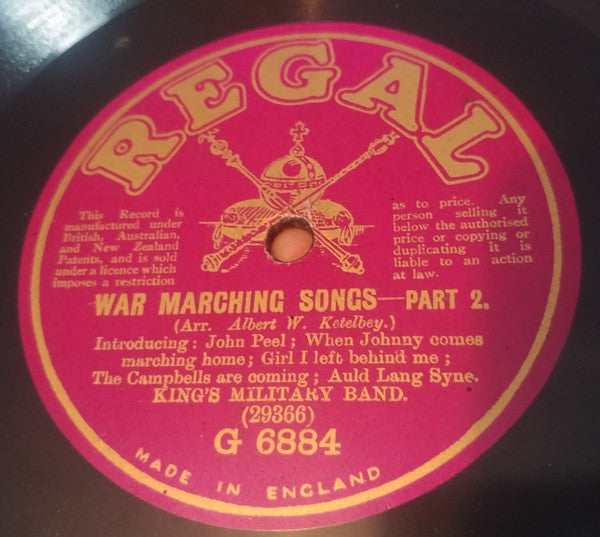 REGAL
This Record is
manufactured under
British, Australian,
and New Zealand
Patents, and is sold
under a licence which
imposes a restriction
as to price. Any
person selling it
below the authorised
price or copying or
duplicating it is
liable to an action
at law.
WAR MARCHING SONGS—PART 2.
(Arr. Albert W. Ketelbey.)
Introducing: John Peel; When Johnny comes
marching home; Girl I left behind me;
The Campbells are coming; Auld Lang Syne.
KING'S MILITARY BAND.
(29366)
G 6884
MADE IN ENGLAND